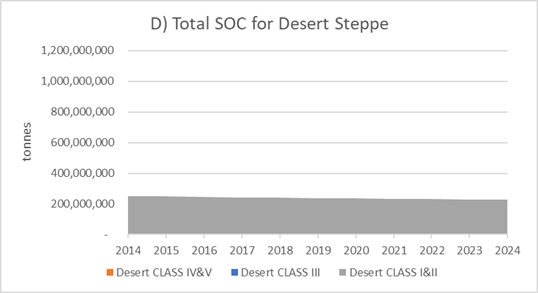 D) Total SOC for Desert Steppe
1,200,000,000
1,000,000,000
800,000,000
600,000,000
400,000,000
200,000,000
-
tonnes
2014 2015 2016 2017 2018 2019 2020 2021 2022 2023 2024
Desert CLASS IV&V Desert CLASS III Desert CLASS I&II